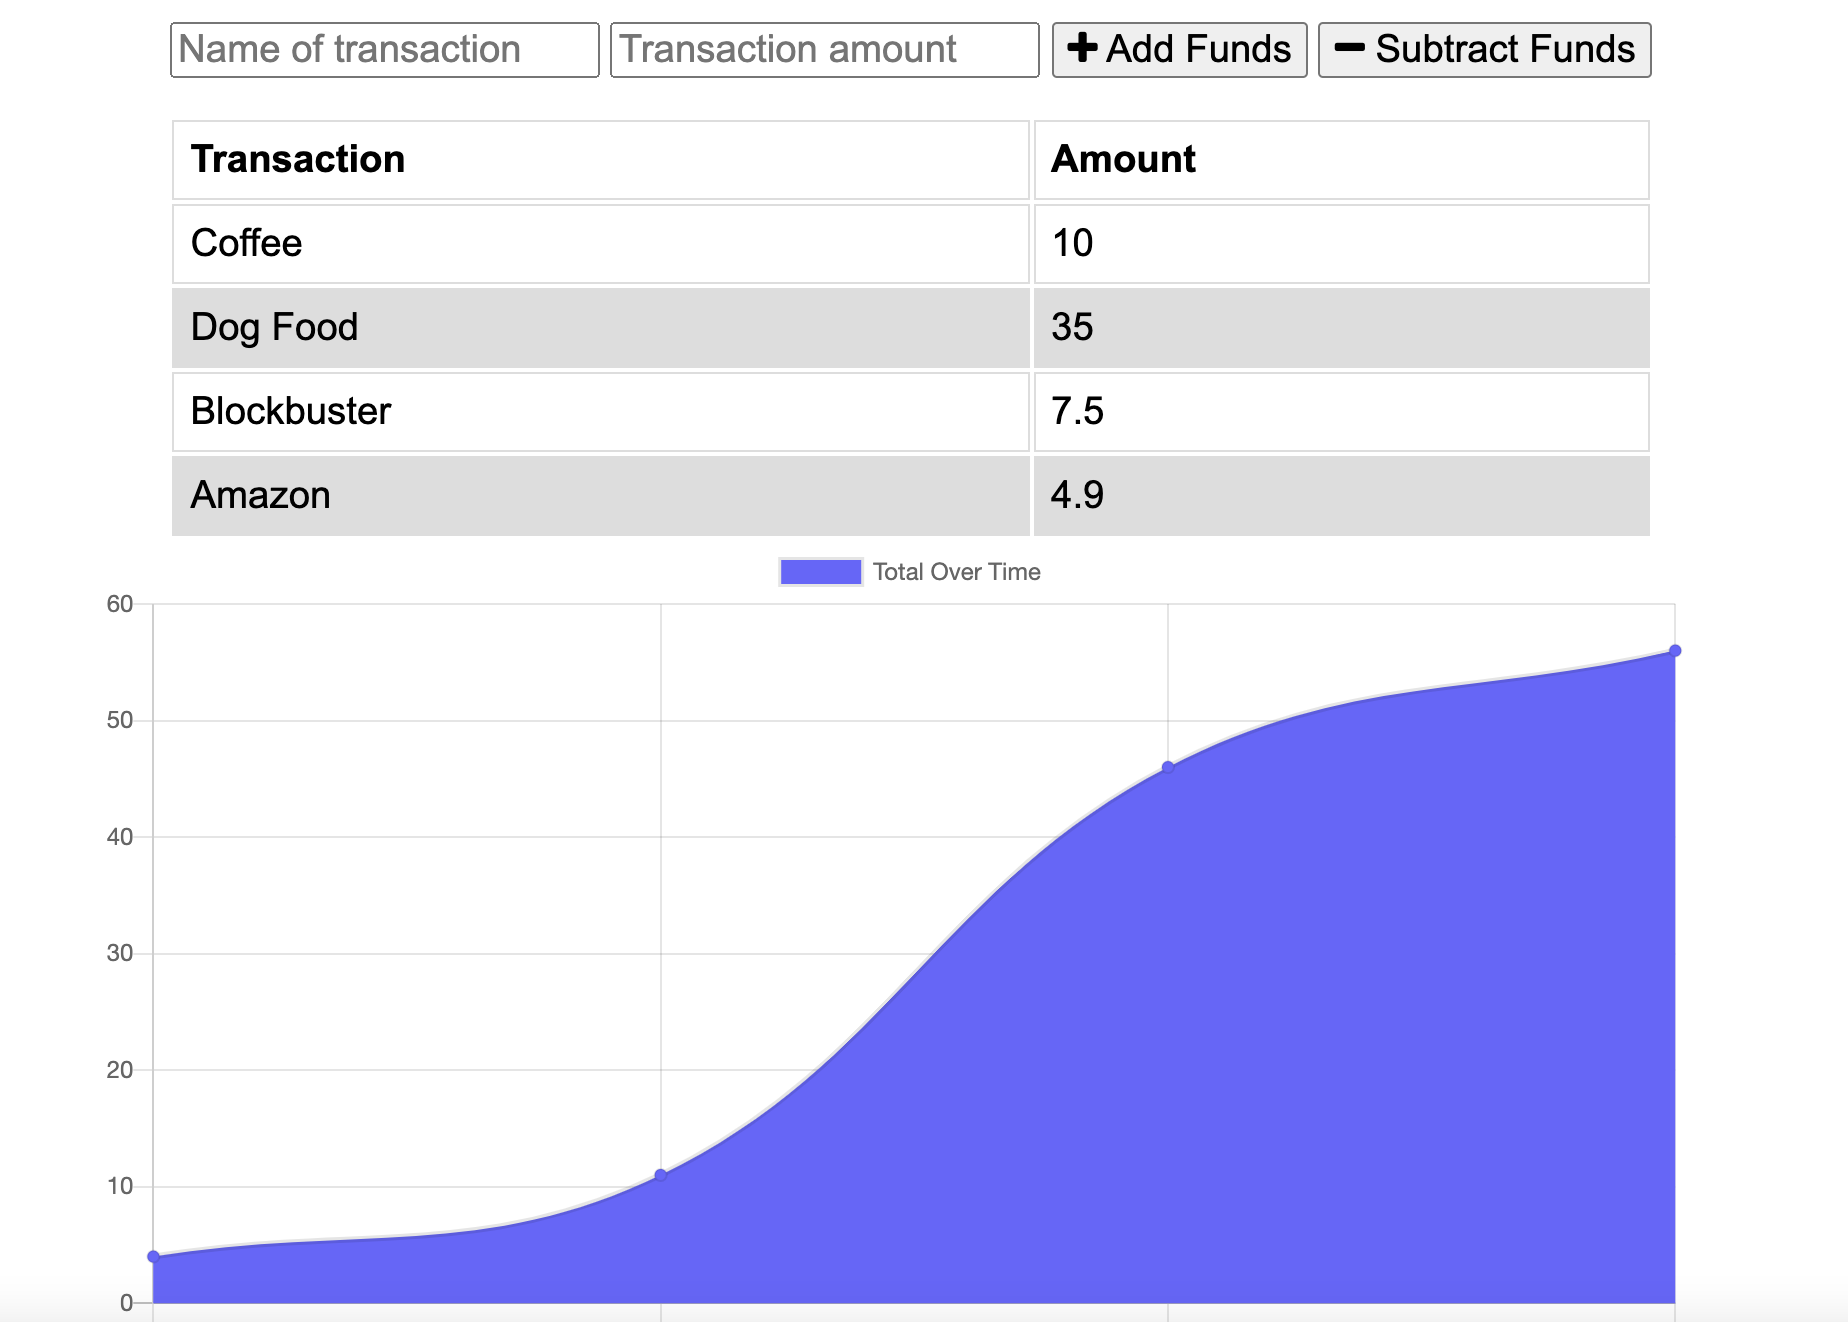 Name of transaction Transaction amount Add Funds Subtract Funds
Transaction Amount
Coffee 10
Dog Food 35
Blockbuster 7.5
Amazon 4.9
Total Over Time
60
50
40
30
20
10
0